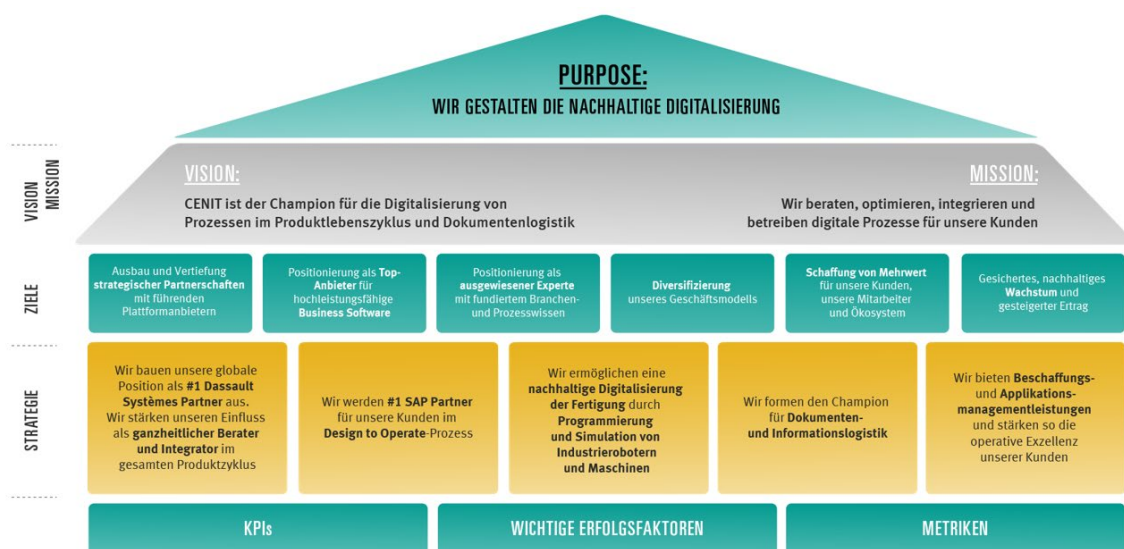 PURPOSE:
WIR GESTALTEN DIE NACHHALTIGE DIGITALISIERUNG
VISION
MISSION
VISION:
CENIT ist der Champion für die Digitalisierung von
Prozessen im Produktlebenszyklus und Dokumentenlogistik
MISSION:
Wir beraten, optimieren, integrieren und
betreiben digitale Prozesse für unsere Kunden
ZIELE
Ausbau und Vertiefung
strategischer Partnerschaften
mit führenden
Plattformanbietern
Positionierung als Top-
Anbieter für
hochleistungsfähige
Business Software
Positionierung als
ausgewiesener Experte
mit fundiertem Branchen-
und Prozesswissen
Diversifizierung
unseres Geschäftsmodells
Schaffung von Mehrwert
für unsere Kunden,
unsere Mitarbeiter
und Ökosystem
Gesichertes, nachhaltiges
Wachstum und
gesteigerter Ertrag
STRATEGIE
Wir bauen unsere globale
Position als #1 Dassault
Systèmes Partner aus.
Wir stärken unseren Einfluss
als ganzheitlicher Berater
und Integrator im
gesamten Produktzyklus
Wir werden #1 SAP Partner
für unsere Kunden im
Design to Operate-Prozess
Wir ermöglichen eine
nachhaltige Digitalisierung
der Fertigung durch
Programmierung
und Simulation von
Industrierobotern
und Maschinen
Wir formen den Champion
für Dokumenten-
und Informationslogistik
Wir bieten Beschaffungs-
und Applikations-
managementleistungen
und stärken so die
operative Exzellenz
unserer Kunden
KPIs
WICHTIGE ERFOLGSFAKTOREN
METRIKEN